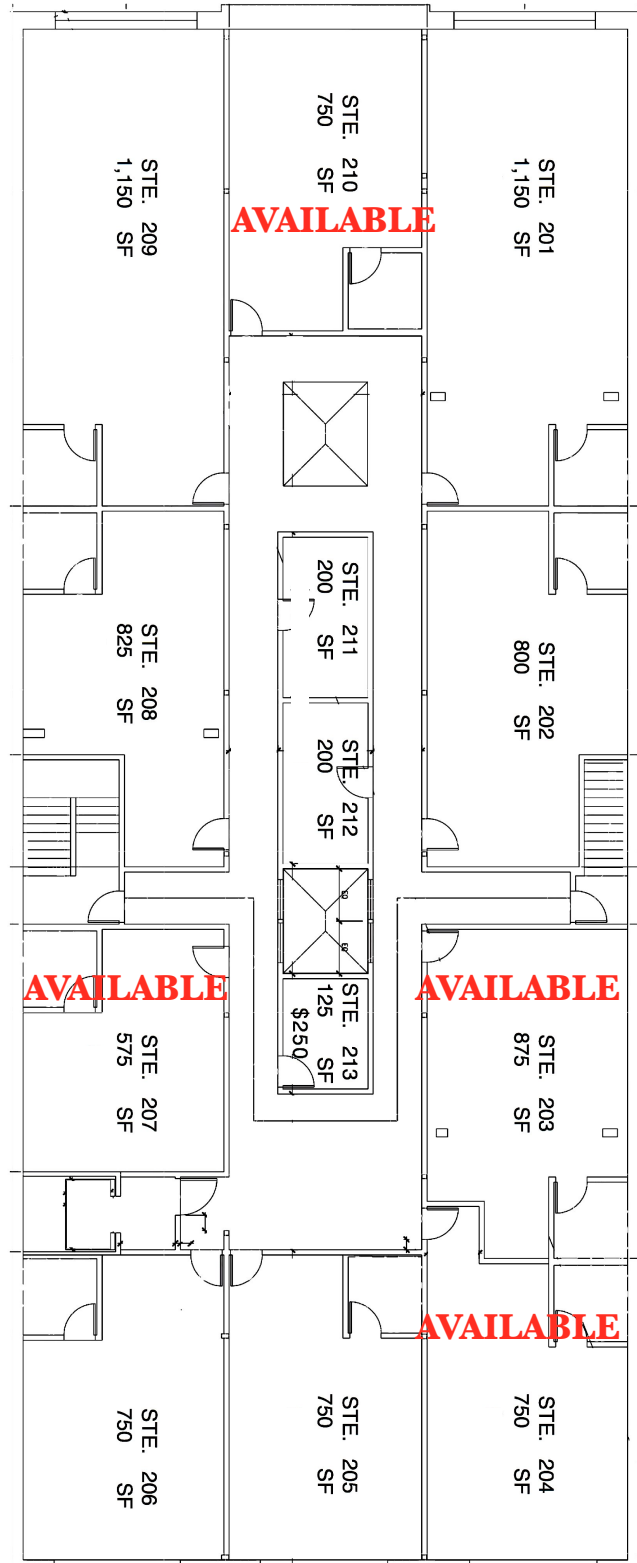 STE. 209
1,150 SF
STE. 210
750 SF
AVAILABLE
STE. 201
1,150 SF
STE. 208
825 SF
STE. 211
200 SF
STE. 212
200 SF
STE. 202
800 SF
AVAILABLE
STE. 207
575 SF
STE. 213
125 SF
$250
AVAILABLE
STE. 203
875 SF
AVAILABLE
STE. 206
750 SF
STE. 205
750 SF
STE. 204
750 SF